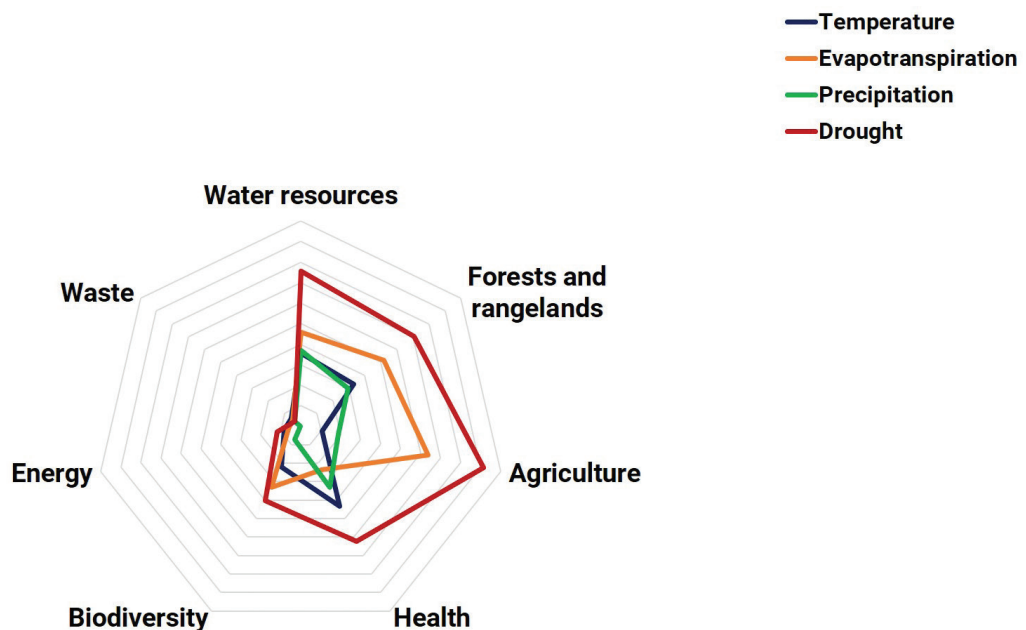 Temperature
Evapotranspiration
Precipitation
Drought
Water resources
Forests and
rangelands
Waste
Energy
Agriculture
Biodiversity
Health